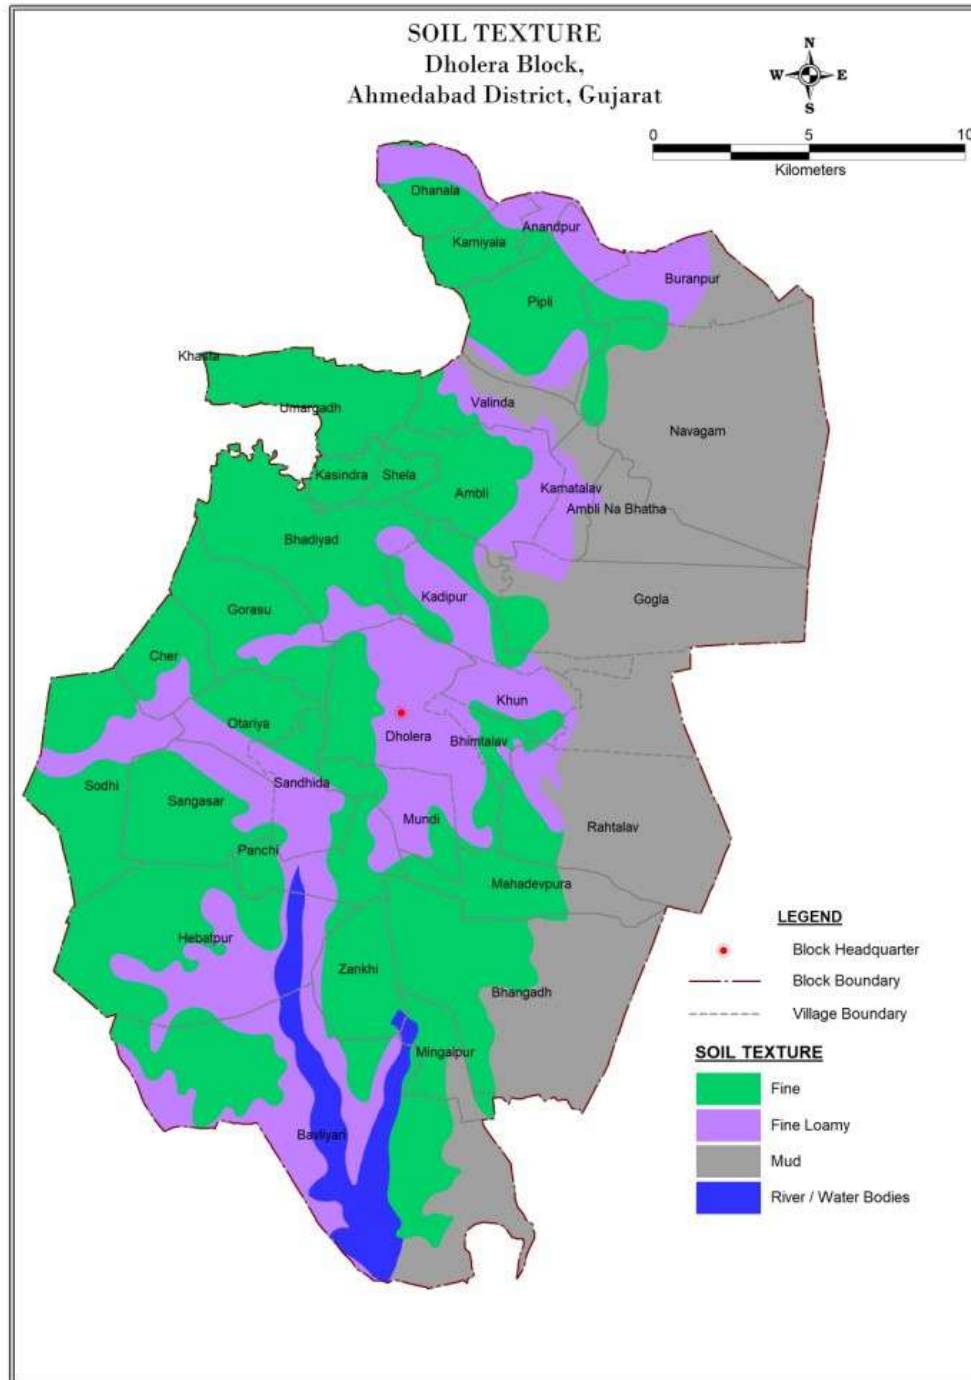 SOIL TEXTURE
Dholera Block,
Ahmedabad District, Gujarat
N
W E
S
0 5 10
Kilometers
Dhanala
Anandpur
Kamiyala
Buranpur
Pipli
Khasta
Umargadh
Valinda
Navagam
Kasindra Shela
Ambli
Kamatalav
Ambli Na Bhatha
Bhadiyad
Kadipur
Gogla
Gorasu
Cher
Khun
Otariya
Dholera
Bhimtalav
Sandhida
Sodhi
Sangasar
Mundi
Rahtalav
Panchi
Mahadevpura
Hebatpur
Zankhi
Bhangadh
Mingalpur
Bavliyari
LEGEND
Block Headquarter
Block Boundary
Village Boundary
SOIL TEXTURE
Fine
Fine Loamy
Mud
River / Water Bodies